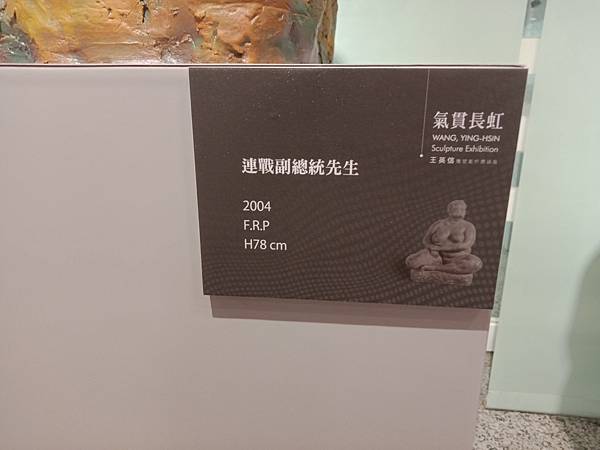 氣貫長虹
WANG, YING-HSIN
Sculpture Exhibition
王英信
連戰副總統先生
2004
F.R.P
H78 cm